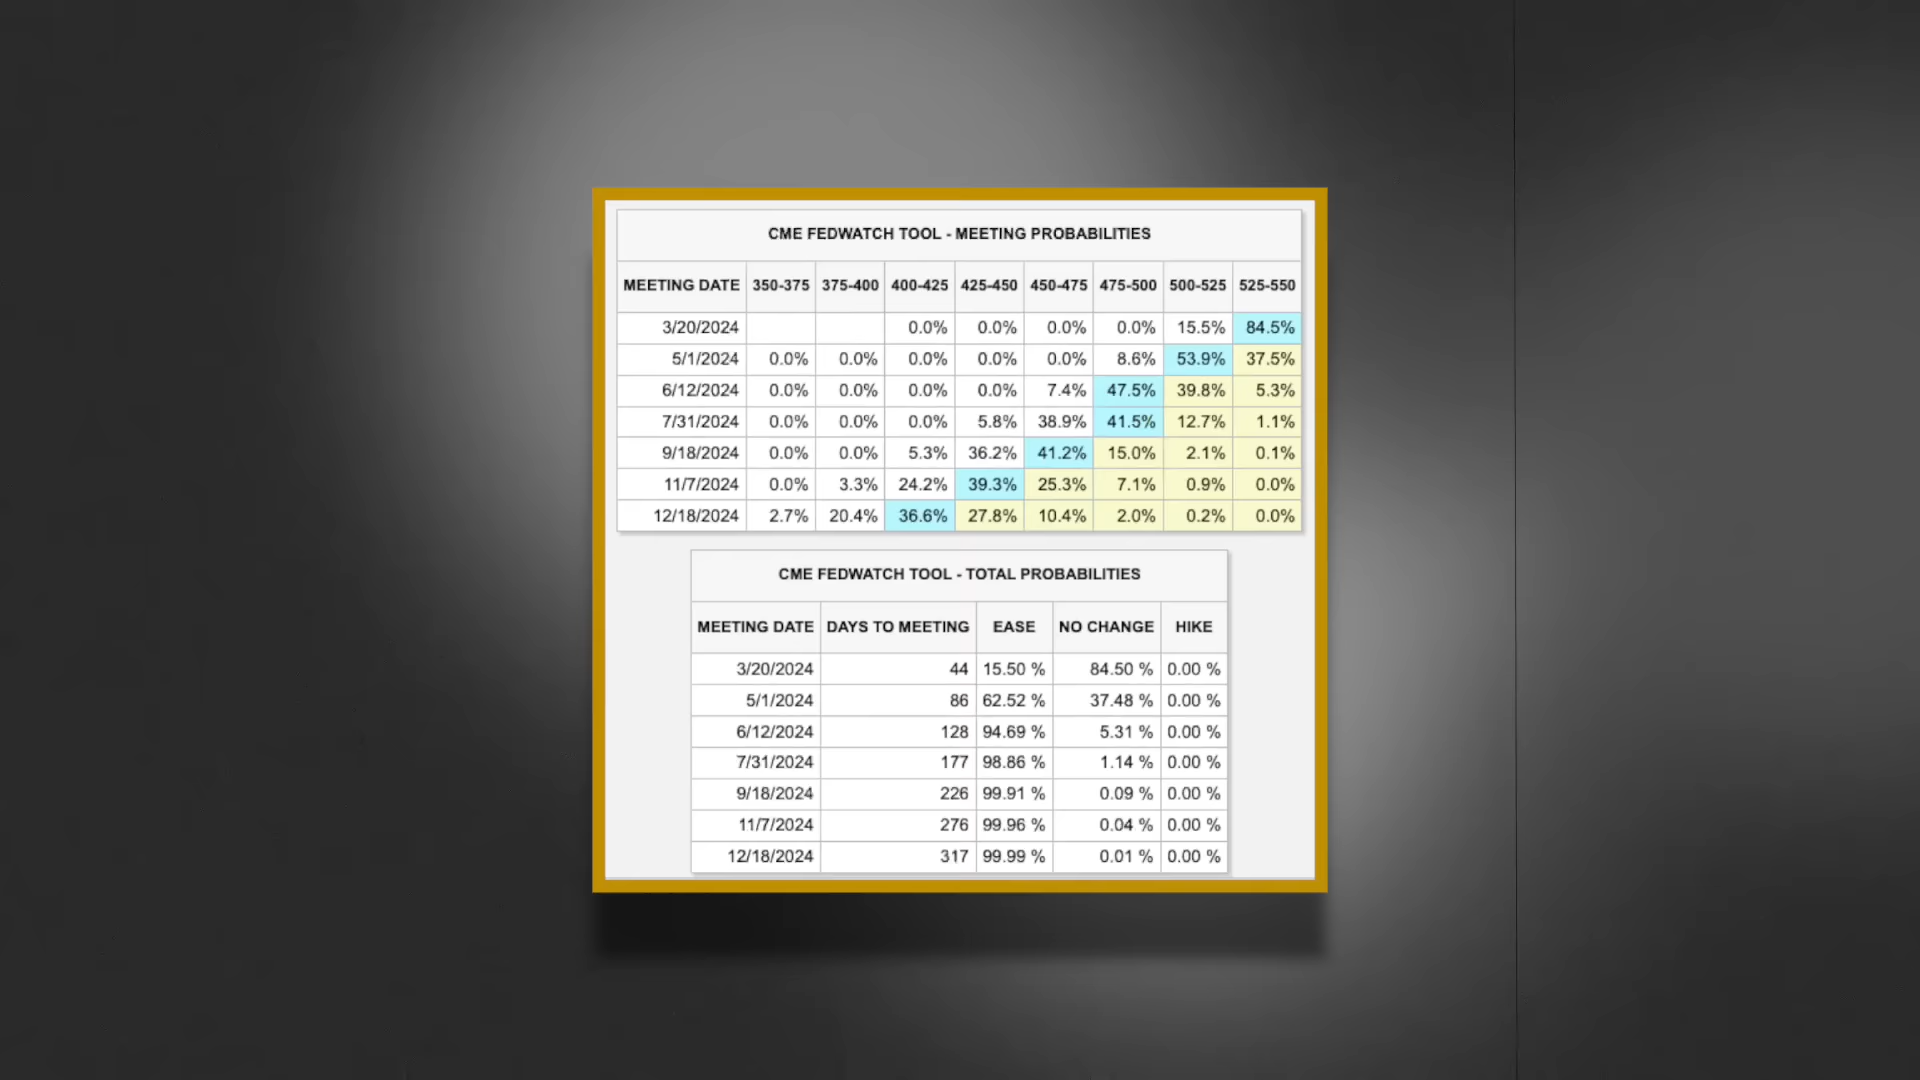 CME FEDWATCH TOOL - MEETING PROBABILITIES
MEETING DATE 350-375 375-400 400-425 425-450 450-475 475-500 500-525 525-550
3/20/2024 0.0% 0.0% 0.0% 0.0% 15.5% 84.5%
5/1/2024 0.0% 0.0% 0.0% 0.0% 0.0% 8.6% 53.9% 37.5%
6/12/2024 0.0% 0.0% 0.0% 0.0% 7.4% 47.5% 39.8% 5.3%
7/31/2024 0.0% 0.0% 0.0% 5.8% 38.9% 41.5% 12.7% 1.1%
9/18/2024 0.0% 0.0% 5.3% 36.2% 41.2% 15.0% 2.1% 0.1%
11/7/2024 0.0% 3.3% 24.2% 39.3% 25.3% 7.1% 0.9% 0.0%
12/18/2024 2.7% 20.4% 36.6% 27.8% 10.4% 2.0% 0.2% 0.0%
CME FEDWATCH TOOL - TOTAL PROBABILITIES
MEETING DATE DAYS TO MEETING EASE NO CHANGE HIKE
3/20/2024 44 15.50 % 84.50 % 0.00 %
5/1/2024 86 62.52 % 37.48 % 0.00 %
6/12/2024 128 94.69 % 5.31 % 0.00 %
7/31/2024 177 98.86 % 1.14 % 0.00 %
9/18/2024 226 99.91 % 0.09 % 0.00 %
11/7/2024 276 99.96 % 0.04 % 0.00 %
12/18/2024 317 99.99 % 0.01 % 0.00 %